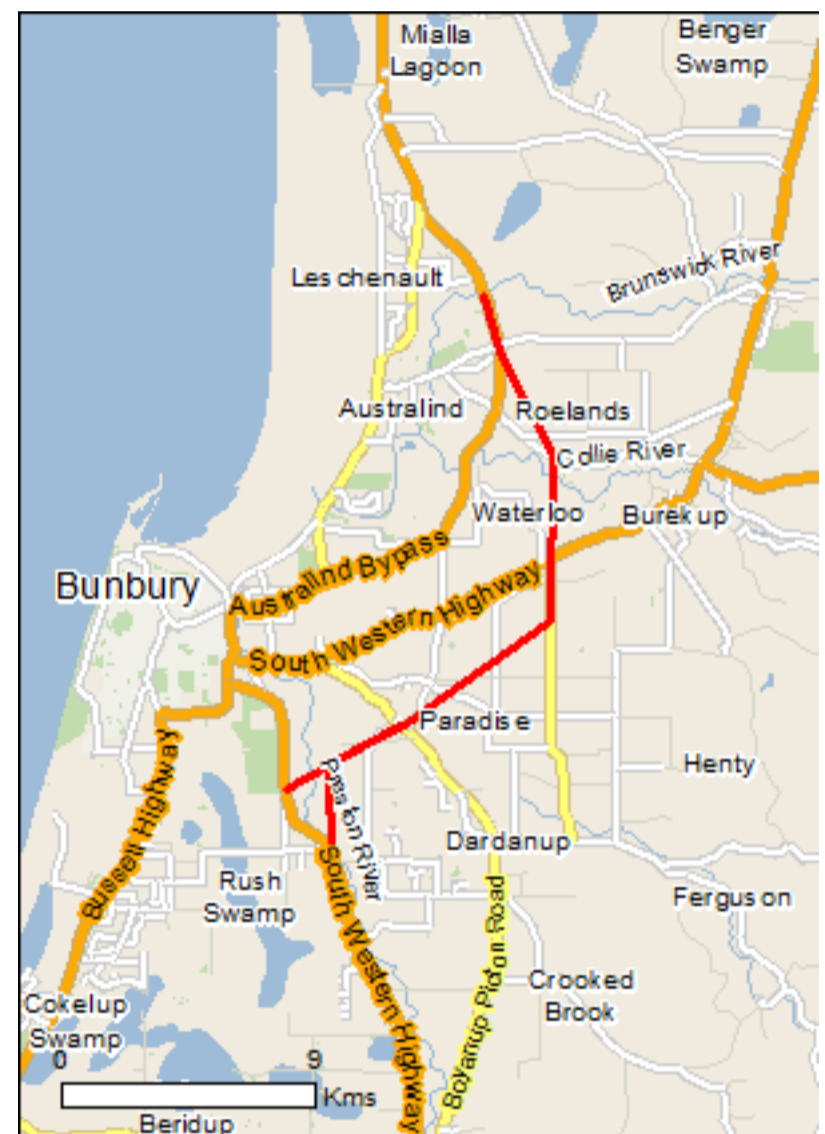 Mialla
Lagoon
Benger
Swamp
Leschenault
Brunswick River
Australind
Roelands
Collie River
Waterloo
Burekup
Bunbury
Australind Bypass
South Western Highway
Paradise
Henty
Preston River
Bussell Highway
Dardanup
Rush
Swamp
Ferguson
South Western Highway
Boyanup Picton Road
Crooked
Brook
Cokelup
Swamp
0
9
Kms
Beridup